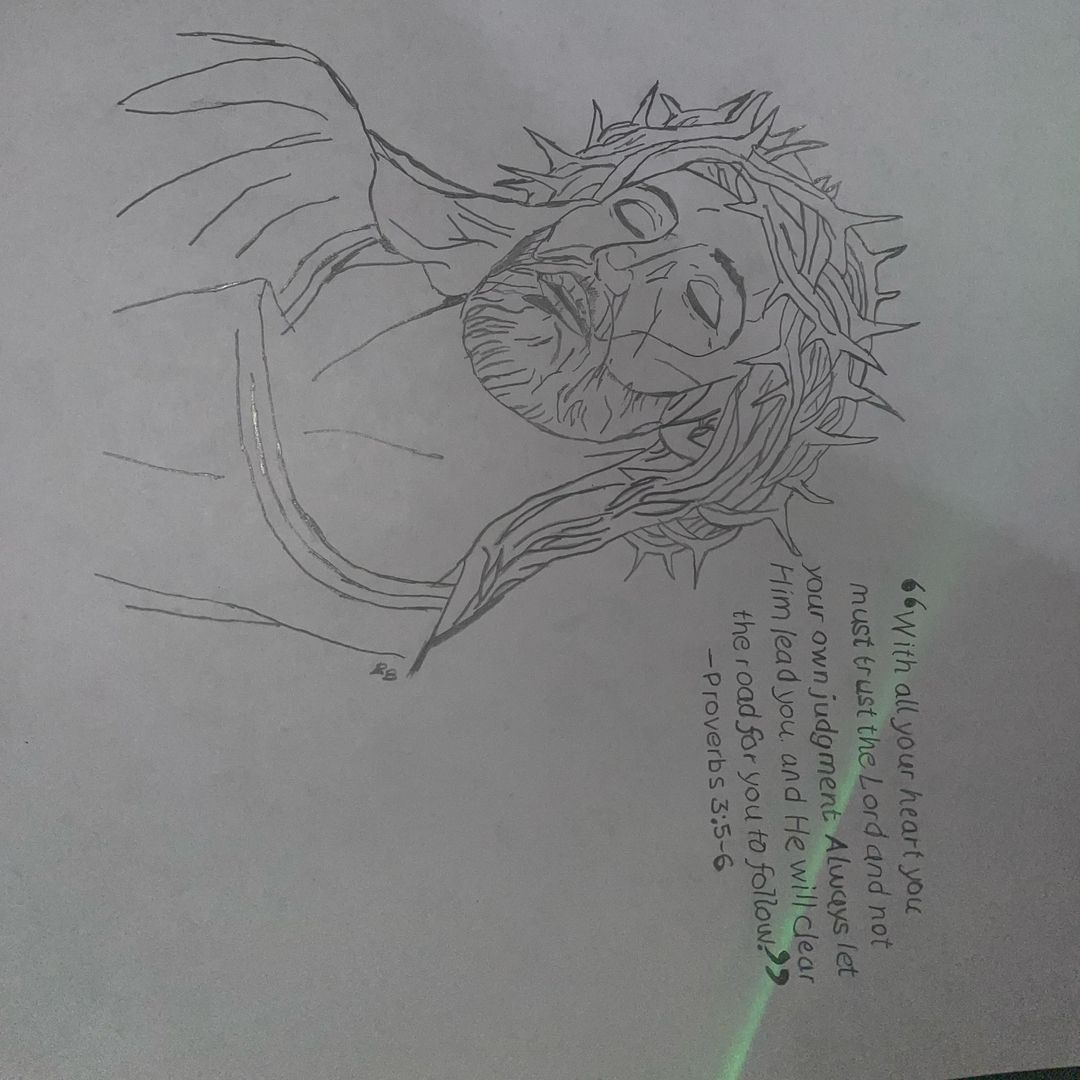 “With all your heart you
must trust the Lord and not
your own judgment Always let
Him lead you, and He will clear
the road for you to follow.”
-Proverbs 3:5-6